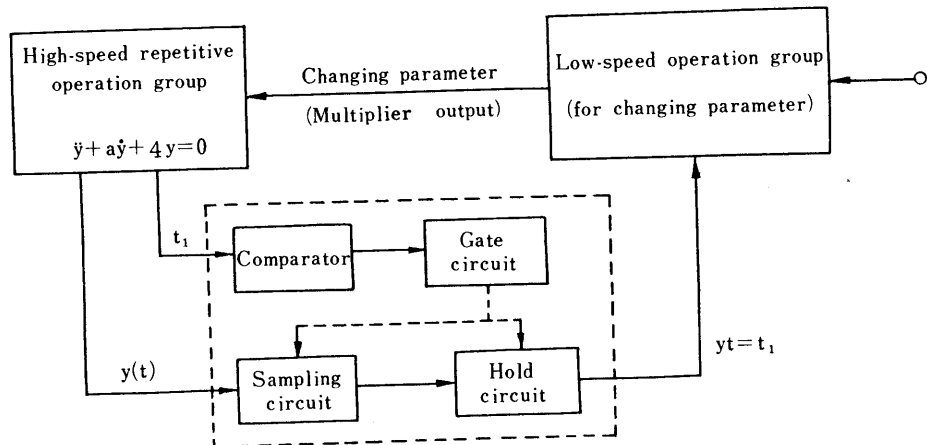 High-speed repetitive
operation group
ÿ+aẏ+4y=0
Changing parameter
(Multiplier output)
Low-speed operation group
(for changing parameter)
t₁
Comparator
Gate
circuit
y(t)
Sampling
circuit
Hold
circuit
yt=t₁